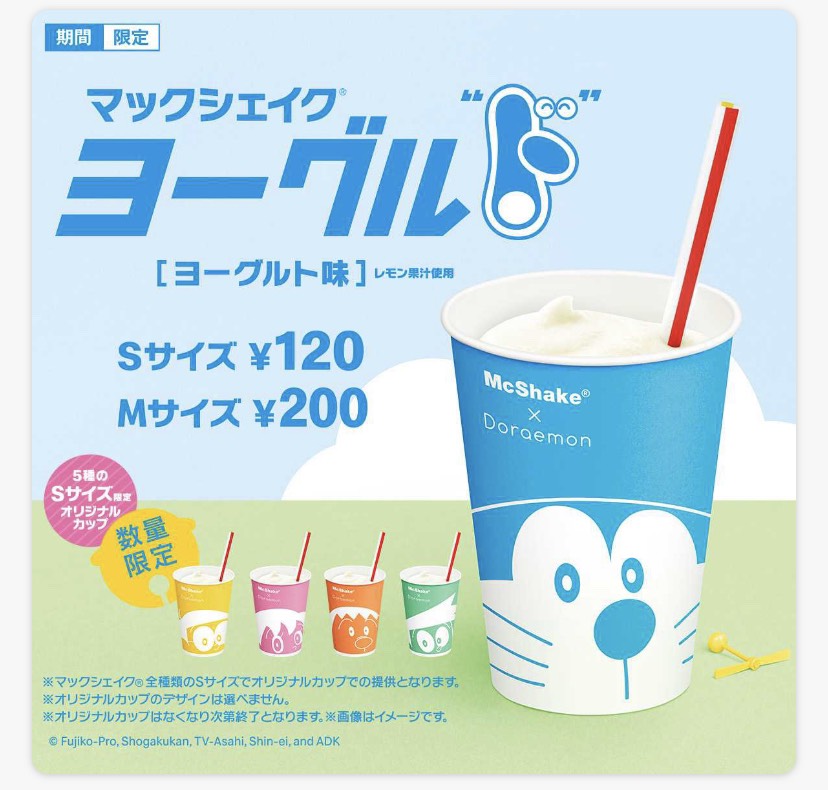 期間 限定
マックシェイク®
ヨーグル“ド”
[ヨーグルト味] レモン果汁使用
Sサイズ ¥120
Mサイズ ¥200
McShake®
×
Doraemon
5種の
Sサイズ限定
オリジナル
カップ
数量
限定
McShake®
×
Doraemon
McShake®
×
Doraemon
McShake®
×
Doraemon
McShake®
×
Doraemon
※マックシェイク®全種類のSサイズでオリジナルカップでの提供となります。
※オリジナルカップのデザインは選べません。
※オリジナルカップはなくなり次第終了となります。※画像はイメージです。
© Fujiko-Pro, Shogakukan, TV-Asahi, Shin-ei, and ADK